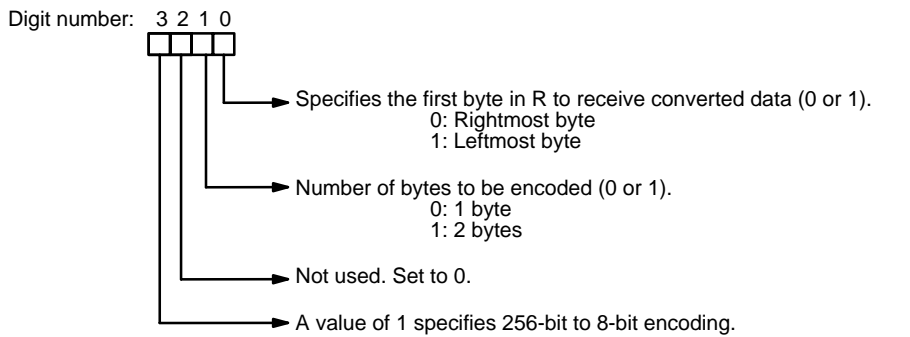 Digit number: 3 2 1 0
Specifies the first byte in R to receive converted data (0 or 1).
0: Rightmost byte
1: Leftmost byte
Number of bytes to be encoded (0 or 1).
0: 1 byte
1: 2 bytes
Not used. Set to 0.
A value of 1 specifies 256-bit to 8-bit encoding.